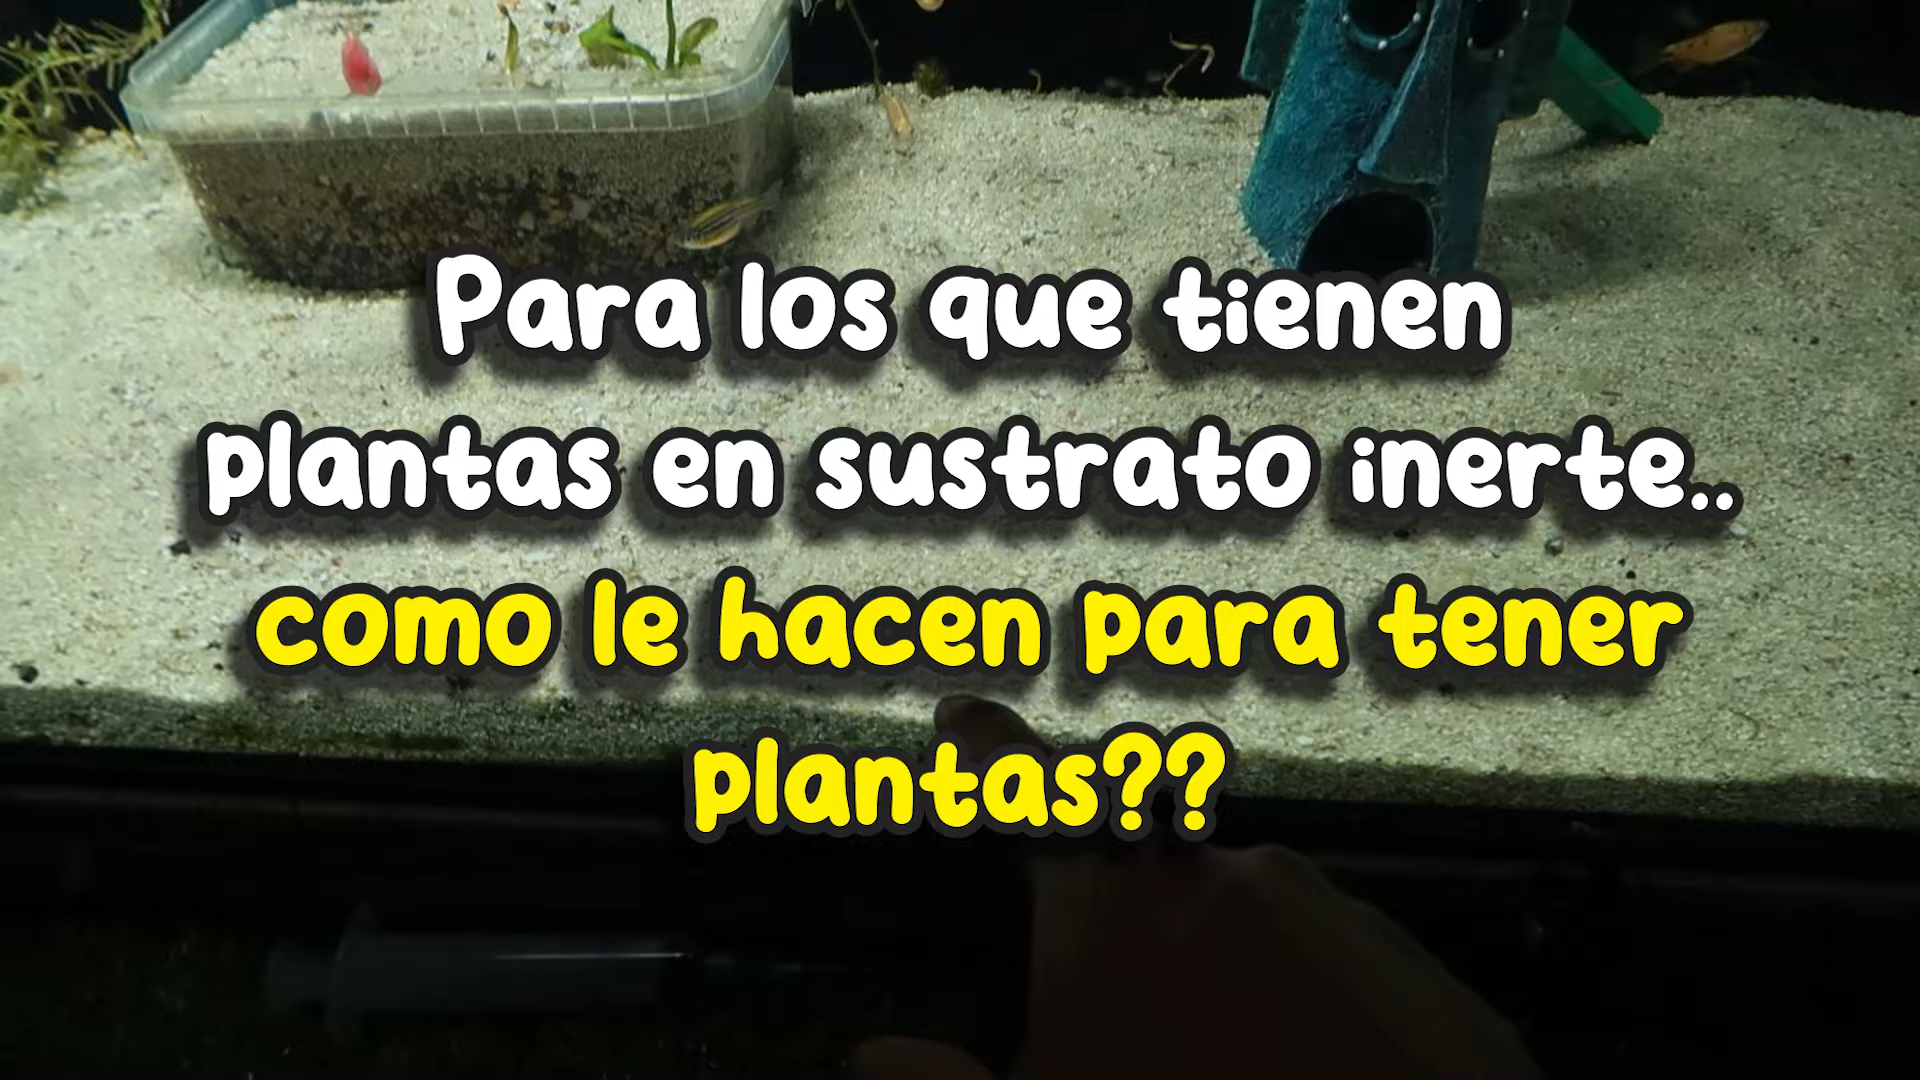 Para los que tienen
plantas en sustrato inerte..
como le hacen para tener
plantas??